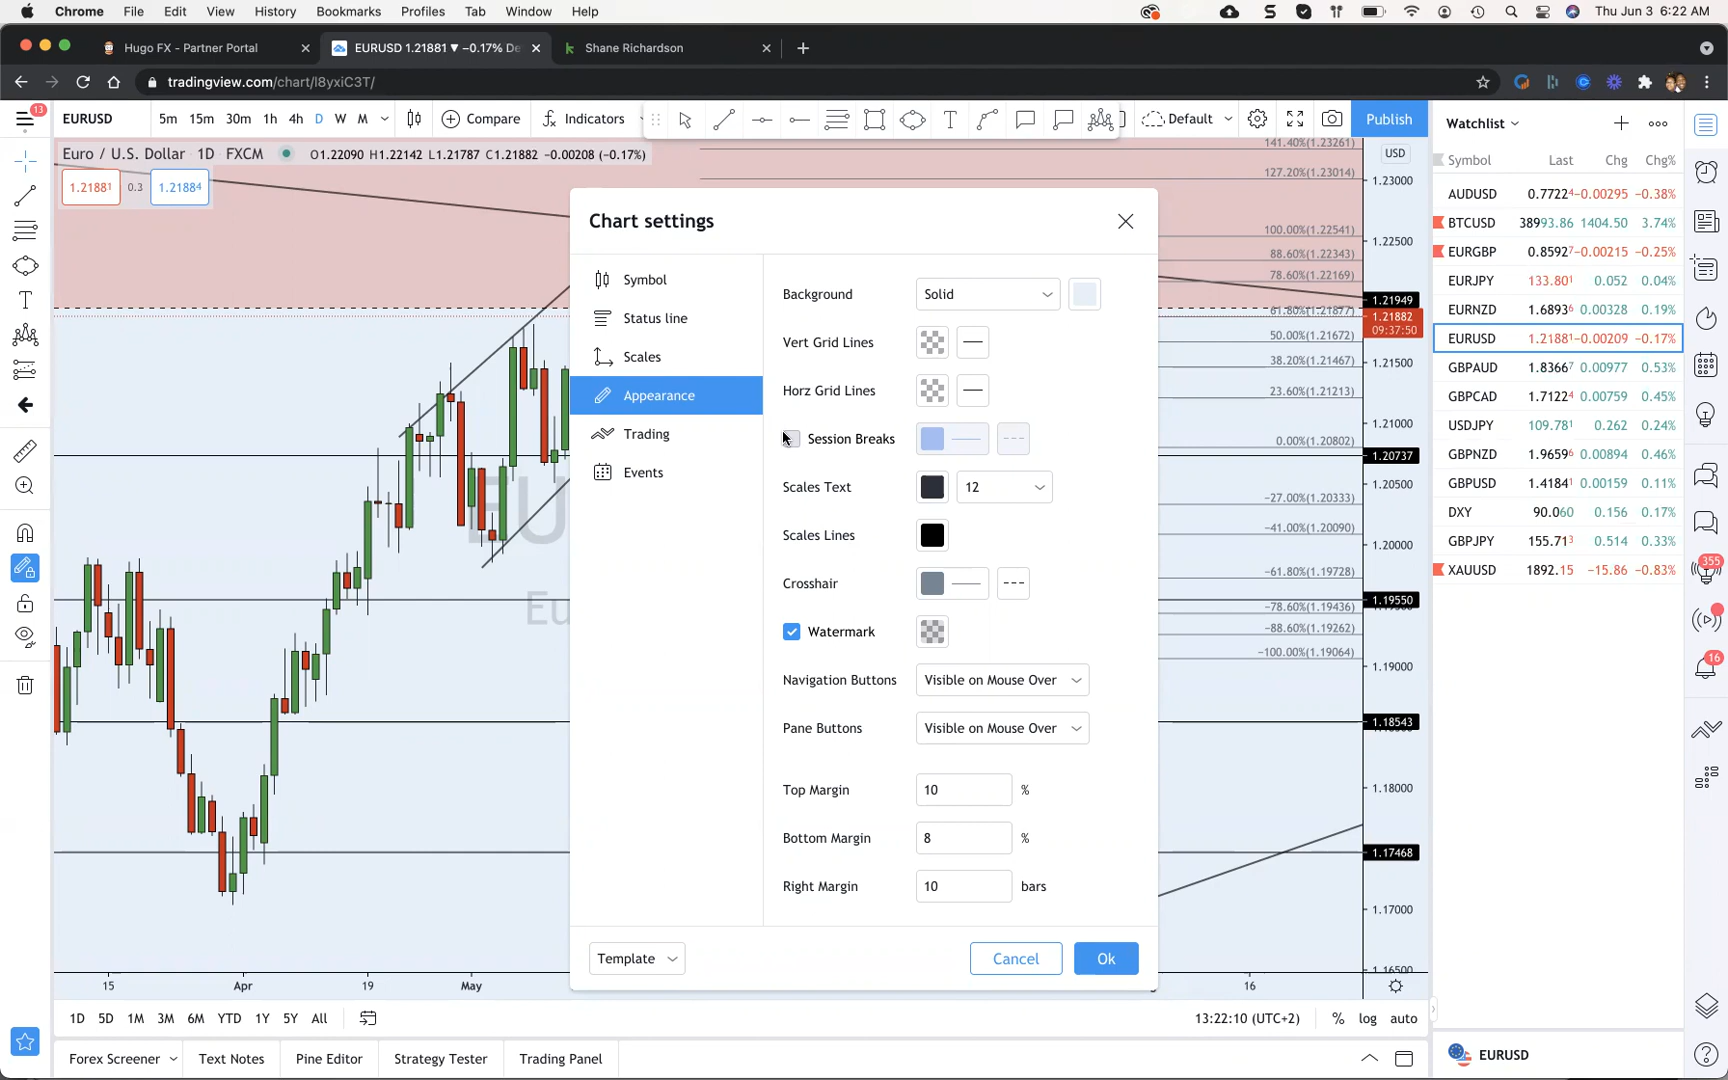 Chrome File Edit View History Bookmarks Profiles Tab Window Help Thu Jun 3 6:22 AM
Hugo FX - Partner Portal EURUSD 1.21881 ▼ −0.17% De Shane Richardson
tradingview.com/chart/l8yxiC3T/
13 EURUSD 5m 15m 30m 1h 4h D W M Compare Indicators T Default Publish Watchlist
Euro / U.S. Dollar · 1D · FXCM O1.22090 H1.22142 L1.21787 C1.21882 −0.00208 (−0.17%)
1.21881 0.3 1.21884
141.40%(1.23261)
127.20%(1.23014)
100.00%(1.22541)
88.60%(1.22343)
78.60%(1.22169)
61.80%(1.21877)
50.00%(1.21672)
38.20%(1.21467)
23.60%(1.21213)
0.00%(1.20802)
−27.00%(1.20333)
−41.00%(1.20090)
−61.80%(1.19728)
−78.60%(1.19436)
−88.60%(1.19262)
−100.00%(1.19064)
USD
1.23000
1.22500
1.21949
1.21882
09:37:50
1.21500
1.21000
1.20737
1.20500
1.20000
1.19550
1.19000
1.18543
1.18000
1.17468
1.17000
1.16500
EU
Eu
T
Chart settings
Symbol
Status line
Scales
Appearance
Trading
Events
Background Solid
Vert Grid Lines
Horz Grid Lines
Session Breaks
Scales Text 12
Scales Lines
Crosshair
Watermark
Navigation Buttons Visible on Mouse Over
Pane Buttons Visible on Mouse Over
Top Margin 10 %
Bottom Margin 8 %
Right Margin 10 bars
Template Cancel Ok
Symbol Last Chg Chg%
AUDUSD 0.77224 −0.00295 −0.38%
BTCUSD 38993.86 1404.50 3.74%
EURGBP 0.85927 −0.00215 −0.25%
EURJPY 133.801 0.052 0.04%
EURNZD 1.68936 0.00328 0.19%
EURUSD 1.21881 −0.00209 −0.17%
GBPAUD 1.83667 0.00977 0.53%
GBPCAD 1.71224 0.00759 0.45%
USDJPY 109.781 0.262 0.24%
GBPNZD 1.96596 0.00894 0.46%
GBPUSD 1.41841 0.00159 0.11%
DXY 90.060 0.156 0.17%
GBPJPY 155.713 0.514 0.33%
XAUUSD 1892.15 −15.86 −0.83%
355
16
15 Apr 19 May 16
1D 5D 1M 3M 6M YTD 1Y 5Y All 13:22:10 (UTC+2) % log auto
Forex Screener Text Notes Pine Editor Strategy Tester Trading Panel EURUSD